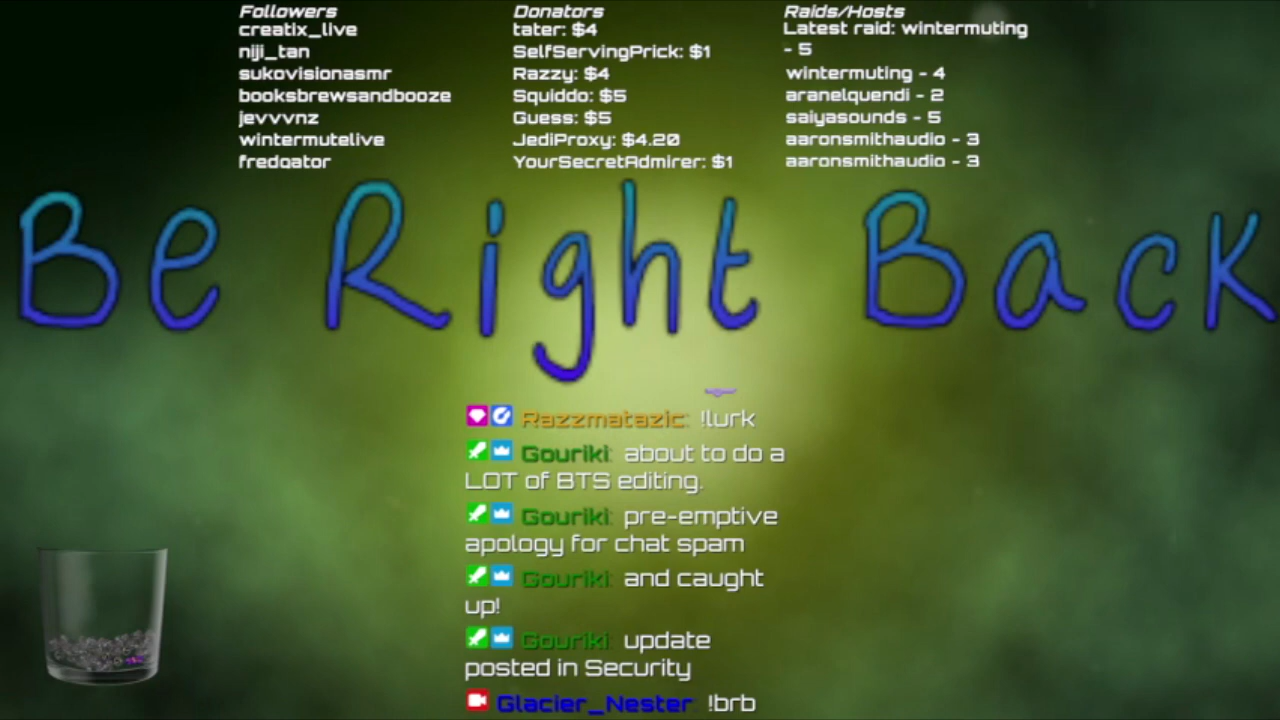 Followers
creatix_live
niji_tan
sukovisionasmr
booksbrewsandbooze
jevvvnz
wintermutelive
fredgator
Donators
tater: $4
SelfServingPrick: $1
Razzy: $4
Squiddo: $5
Guess: $5
JediProxy: $4.20
YourSecretAdmirer: $1
Raids/Hosts
Latest raid: wintermuting
- 5
wintermuting - 4
aranelquendi - 2
saiyasounds - 5
aaronsmithaudio - 3
aaronsmithaudio - 3
Be Right Back
Razzmatazic: !lurk
Gouriki: about to do a
LOT of BTS editing.
Gouriki: pre-emptive
apology for chat spam
Gouriki: and caught
up!
Gouriki: update
posted in Security
Glacier_Nester: !brb